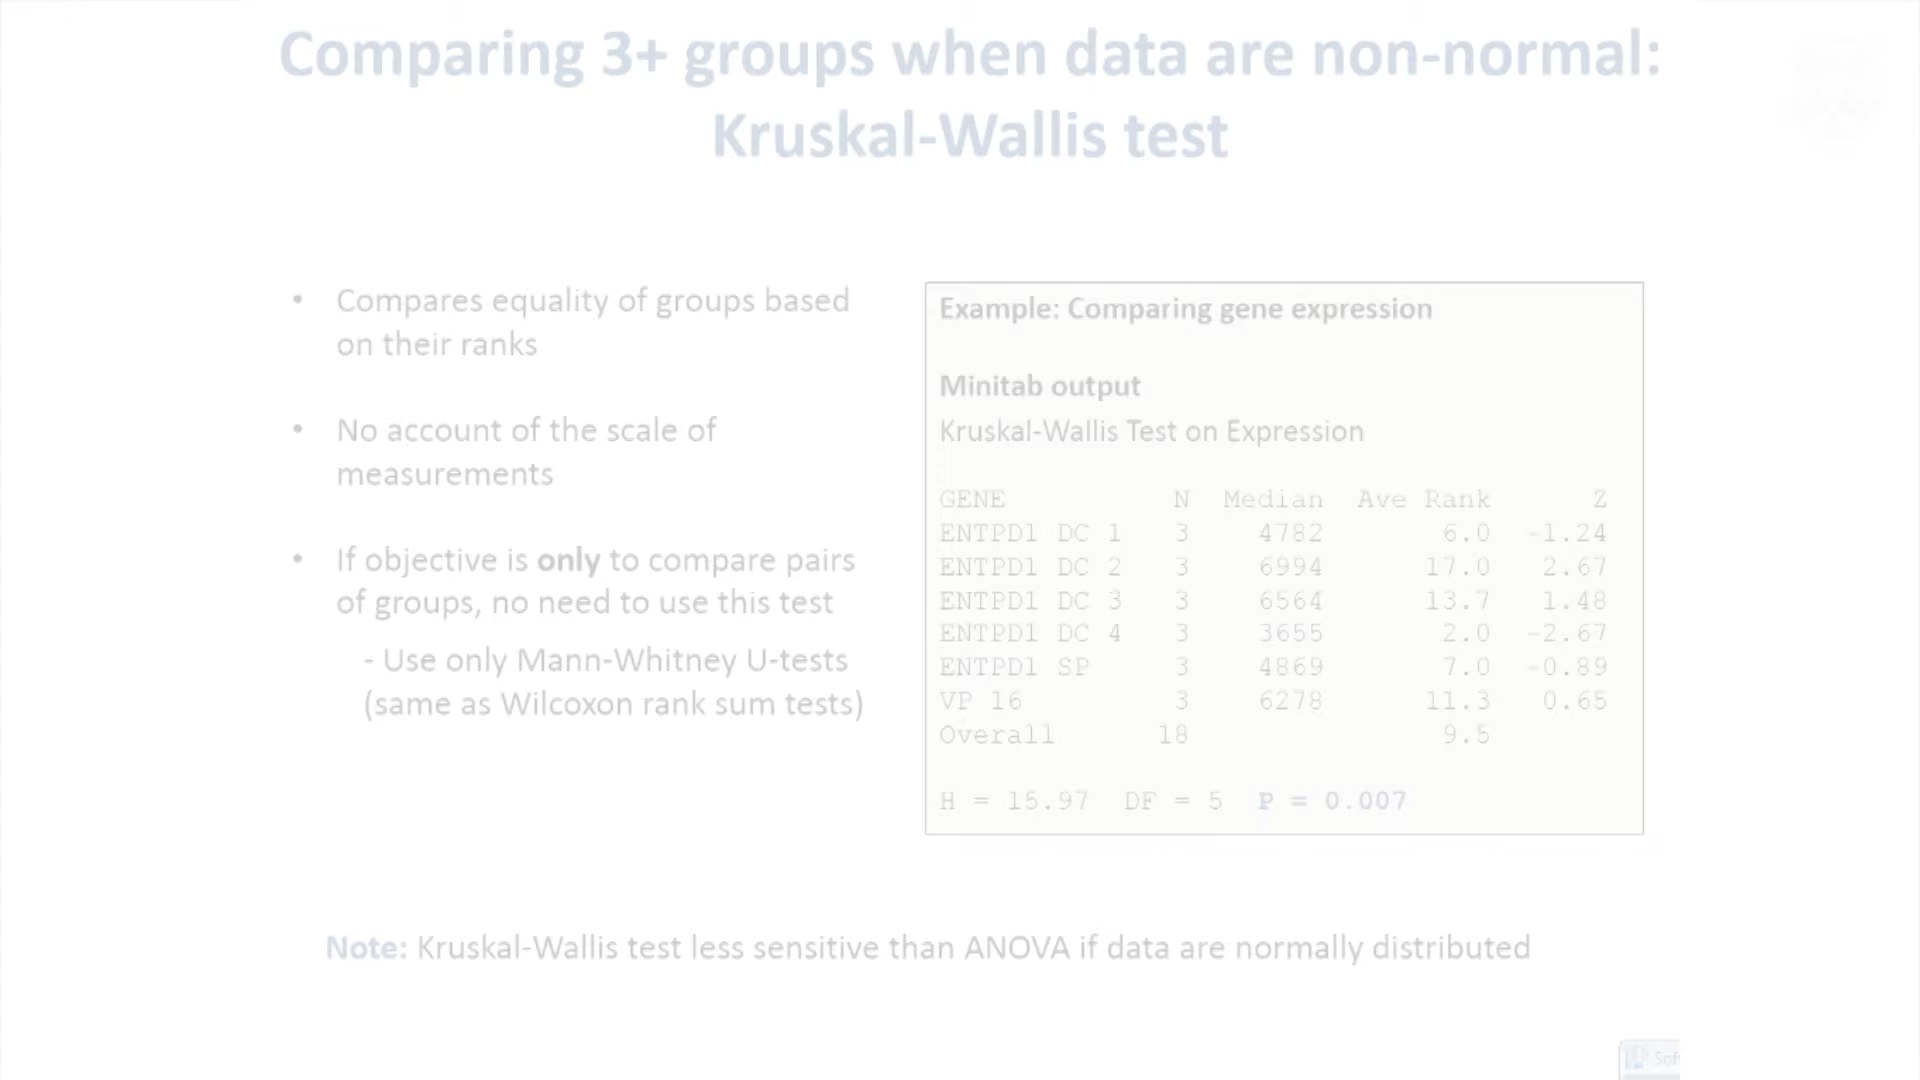 Comparing 3+ groups when data are non-normal:
Kruskal-Wallis test
• Compares equality of groups based
on their ranks
• No account of the scale of
measurements
• If objective is only to compare pairs
of groups, no need to use this test
- Use only Mann-Whitney U-tests
(same as Wilcoxon rank sum tests)
Example: Comparing gene expression
Minitab output
Kruskal-Wallis Test on Expression
GENE N Median Ave Rank Z
ENTPD1 DC 1 3 4782 6.0 -1.24
ENTPD1 DC 2 3 6994 17.0 2.67
ENTPD1 DC 3 3 6564 13.7 1.48
ENTPD1 DC 4 3 3655 2.0 -2.67
ENTPD1 SP 3 4869 7.0 -0.89
VP 16 3 6278 11.3 0.65
Overall 18 9.5
H = 15.97 DF = 5 P = 0.007
Note: Kruskal-Wallis test less sensitive than ANOVA if data are normally distributed